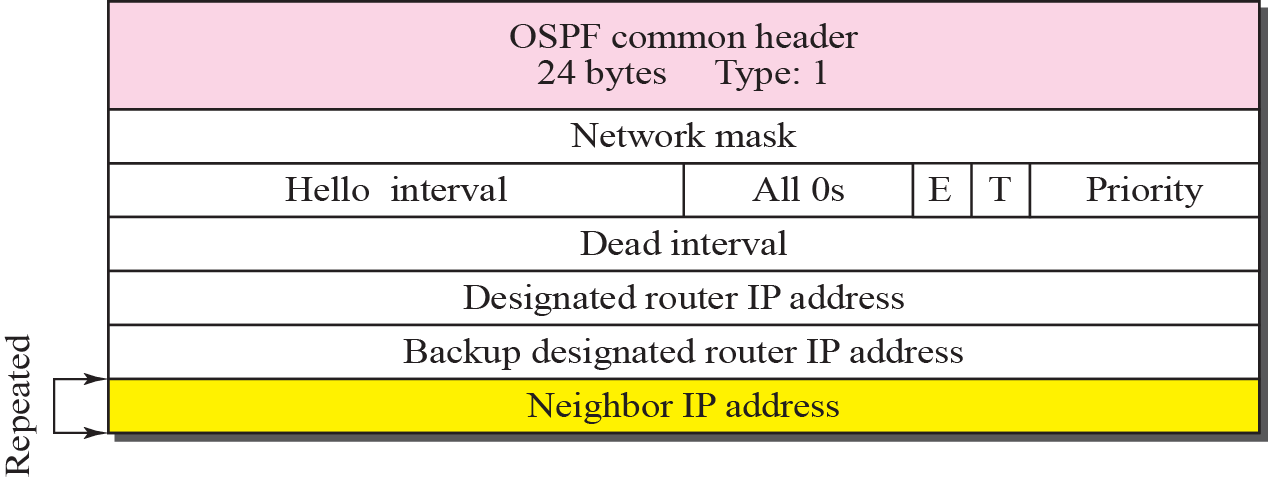 OSPF common header
24 bytes Type: 1
Network mask
Hello interval All 0s E T Priority
Dead interval
Designated router IP address
Backup designated router IP address
Repeated
Neighbor IP address